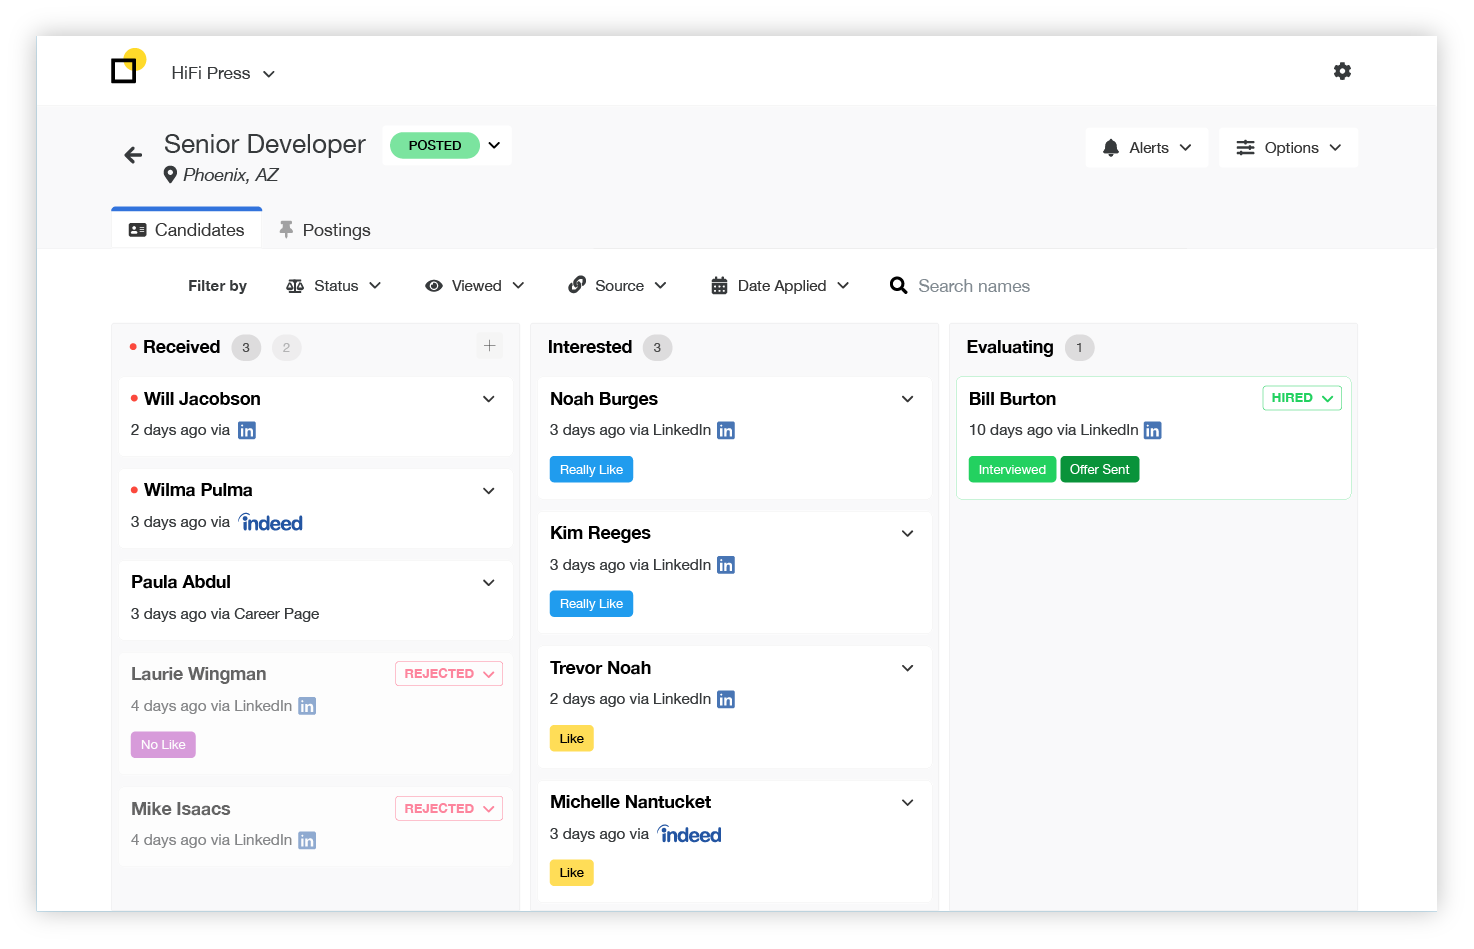 HiFi Press
Senior Developer POSTED
Phoenix, AZ
Alerts Options
Candidates Postings
Filter by Status Viewed Source Date Applied Search names
Received 3 2
Will Jacobson
2 days ago via in
Wilma Pulma
3 days ago via indeed
Paula Abdul
3 days ago via Career Page
Laurie Wingman REJECTED
4 days ago via LinkedIn in
No Like
Mike Isaacs REJECTED
4 days ago via LinkedIn in
Interested 3
Noah Burges
3 days ago via LinkedIn in
Really Like
Kim Reeges
3 days ago via LinkedIn in
Really Like
Trevor Noah
2 days ago via LinkedIn in
Like
Michelle Nantucket
3 days ago via indeed
Like
Evaluating 1
Bill Burton HIRED
10 days ago via LinkedIn in
Interviewed Offer Sent